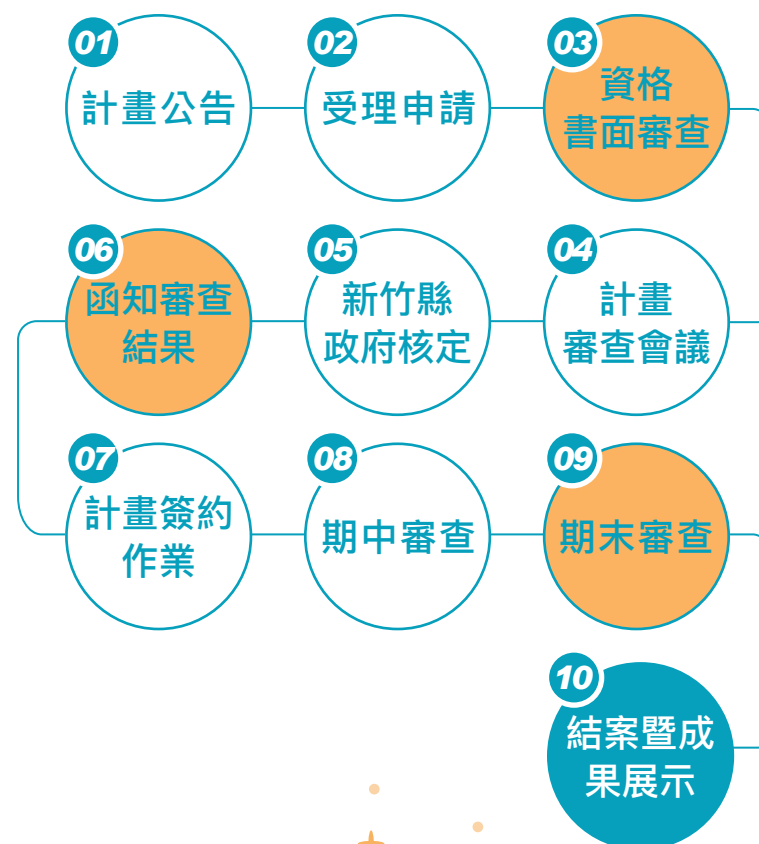 01
計畫公告
02
受理申請
03
資格
書面審查
04
計畫
審查會議
05
新竹縣
政府核定
06
函知審查
結果
07
計畫簽約
作業
08
期中審查
09
期末審查
10
結案暨成
果展示